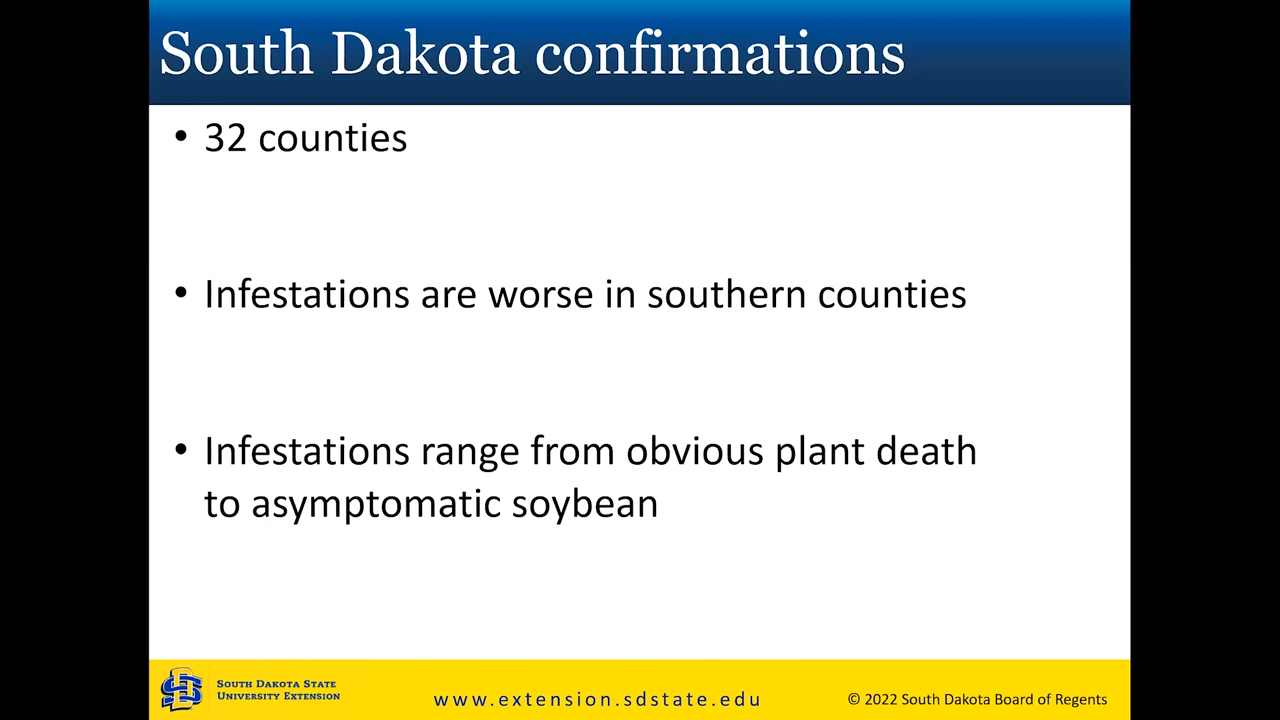 South Dakota confirmations
• 32 counties
• Infestations are worse in southern counties
• Infestations range from obvious plant death
to asymptomatic soybean
SOUTH DAKOTA STATE
UNIVERSITY EXTENSION
www.extension.sdstate.edu
© 2022 South Dakota Board of Regents